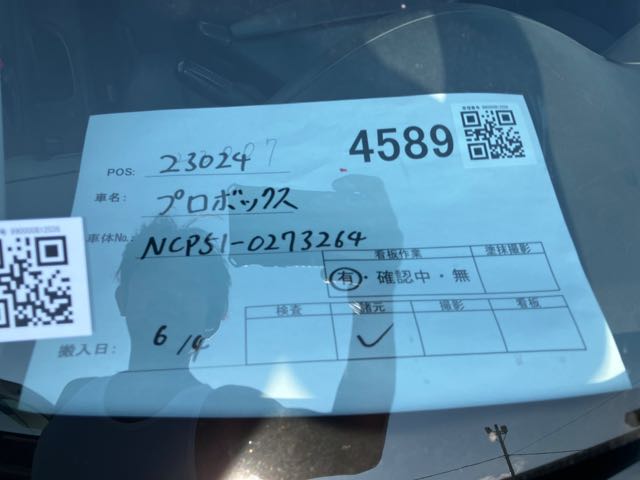 4589
POS: 23024
車名: プロボックス
車体No.: NCP51-0273264
看板作業 塗抹撮影
有・確認中・無
検査 諸元 撮影 看板
搬入日: 6/4